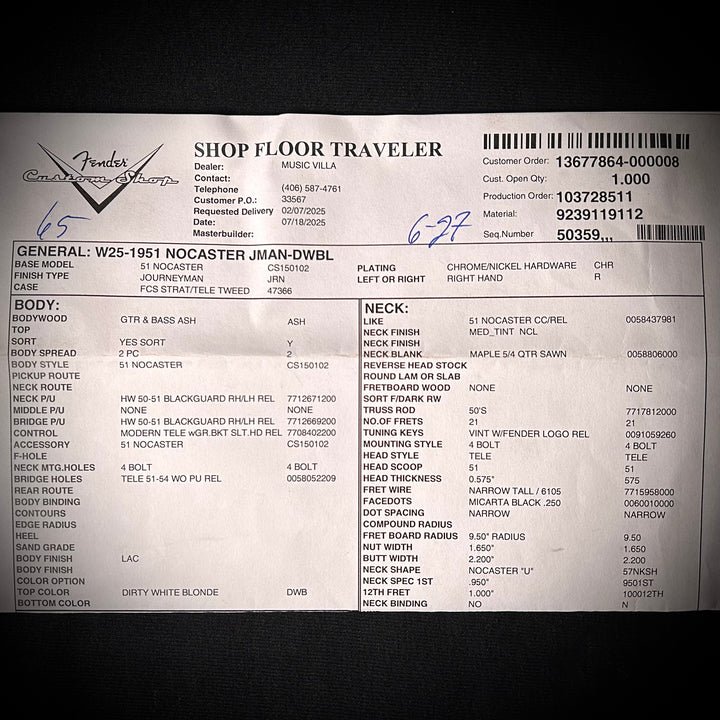 Fender
Custom Shop
SHOP FLOOR TRAVELER
Dealer: MUSIC VILLA
Contact:
Telephone (406) 587-4761
Customer P.O.: 33567
Requested Delivery 02/07/2025
Date: 07/18/2025
Masterbuilder:
Customer Order: 13677864-000008
Cust. Open Qty: 1.000
Production Order: 103728511
Material: 9239119112
Seq.Number 50359,,,
65
6-27
GENERAL: W25-1951 NOCASTER JMAN-DWBL
BASE MODEL 51 NOCASTER CS150102 PLATING CHROME/NICKEL HARDWARE CHR
FINISH TYPE JOURNEYMAN JRN LEFT OR RIGHT RIGHT HAND R
CASE FCS STRAT/TELE TWEED 47366
BODY:
BODYWOOD GTR & BASS ASH ASH
TOP
SORT YES SORT Y
BODY SPREAD 2 PC 2
BODY STYLE 51 NOCASTER CS150102
PICKUP ROUTE
NECK ROUTE
NECK P/U HW 50-51 BLACKGUARD RH/LH REL 7712671200
MIDDLE P/U NONE NONE
BRIDGE P/U HW 50-51 BLACKGUARD RH/LH REL 7712669200
CONTROL MODERN TELE wGR.BKT SLT.HD REL 7708402200
ACCESSORY 51 NOCASTER CS150102
F-HOLE
NECK MTG.HOLES 4 BOLT 4 BOLT
BRIDGE HOLES TELE 51-54 WO PU REL 0058052209
REAR ROUTE
BODY BINDING
CONTOURS
EDGE RADIUS
HEEL
SAND GRADE
BODY FINISH LAC
BODY FINISH
COLOR OPTION
TOP COLOR DIRTY WHITE BLONDE DWB
BOTTOM COLOR
NECK:
LIKE 51 NOCASTER CC/REL 0058437981
NECK FINISH MED_TINT NCL
NECK FINISH
NECK BLANK MAPLE 5/4 QTR SAWN 0058806000
REVERSE HEAD STOCK
ROUND LAM OR SLAB
FRETBOARD WOOD NONE NONE
SORT F/DARK RW
TRUSS ROD 50'S 7717812000
NO.OF FRETS 21 21
TUNING KEYS VINT W/FENDER LOGO REL 0091059260
MOUNTING STYLE 4 BOLT 4 BOLT
HEAD STYLE TELE TELE
HEAD SCOOP 51 51
HEAD THICKNESS 0.575" 575
FRET WIRE NARROW TALL / 6105 7715958000
FACEDOTS MICARTA BLACK .250 0060010000
DOT SPACING NARROW NARROW
COMPOUND RADIUS
FRET BOARD RADIUS 9.50" RADIUS 9.50
NUT WIDTH 1.650" 1.650
BUTT WIDTH 2.200" 2.200
NECK SHAPE NOCASTER "U" 57NKSH
NECK SPEC 1ST .950" 9501ST
12TH FRET 1.000" 100012TH
NECK BINDING NO N